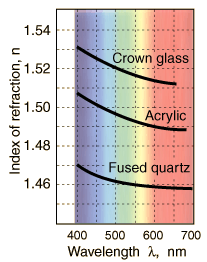 Index of refraction, n
1.54
1.52
1.50
1.48
1.46
Crown glass
Acrylic
Fused quartz
400 500 600 700
Wavelength λ, nm